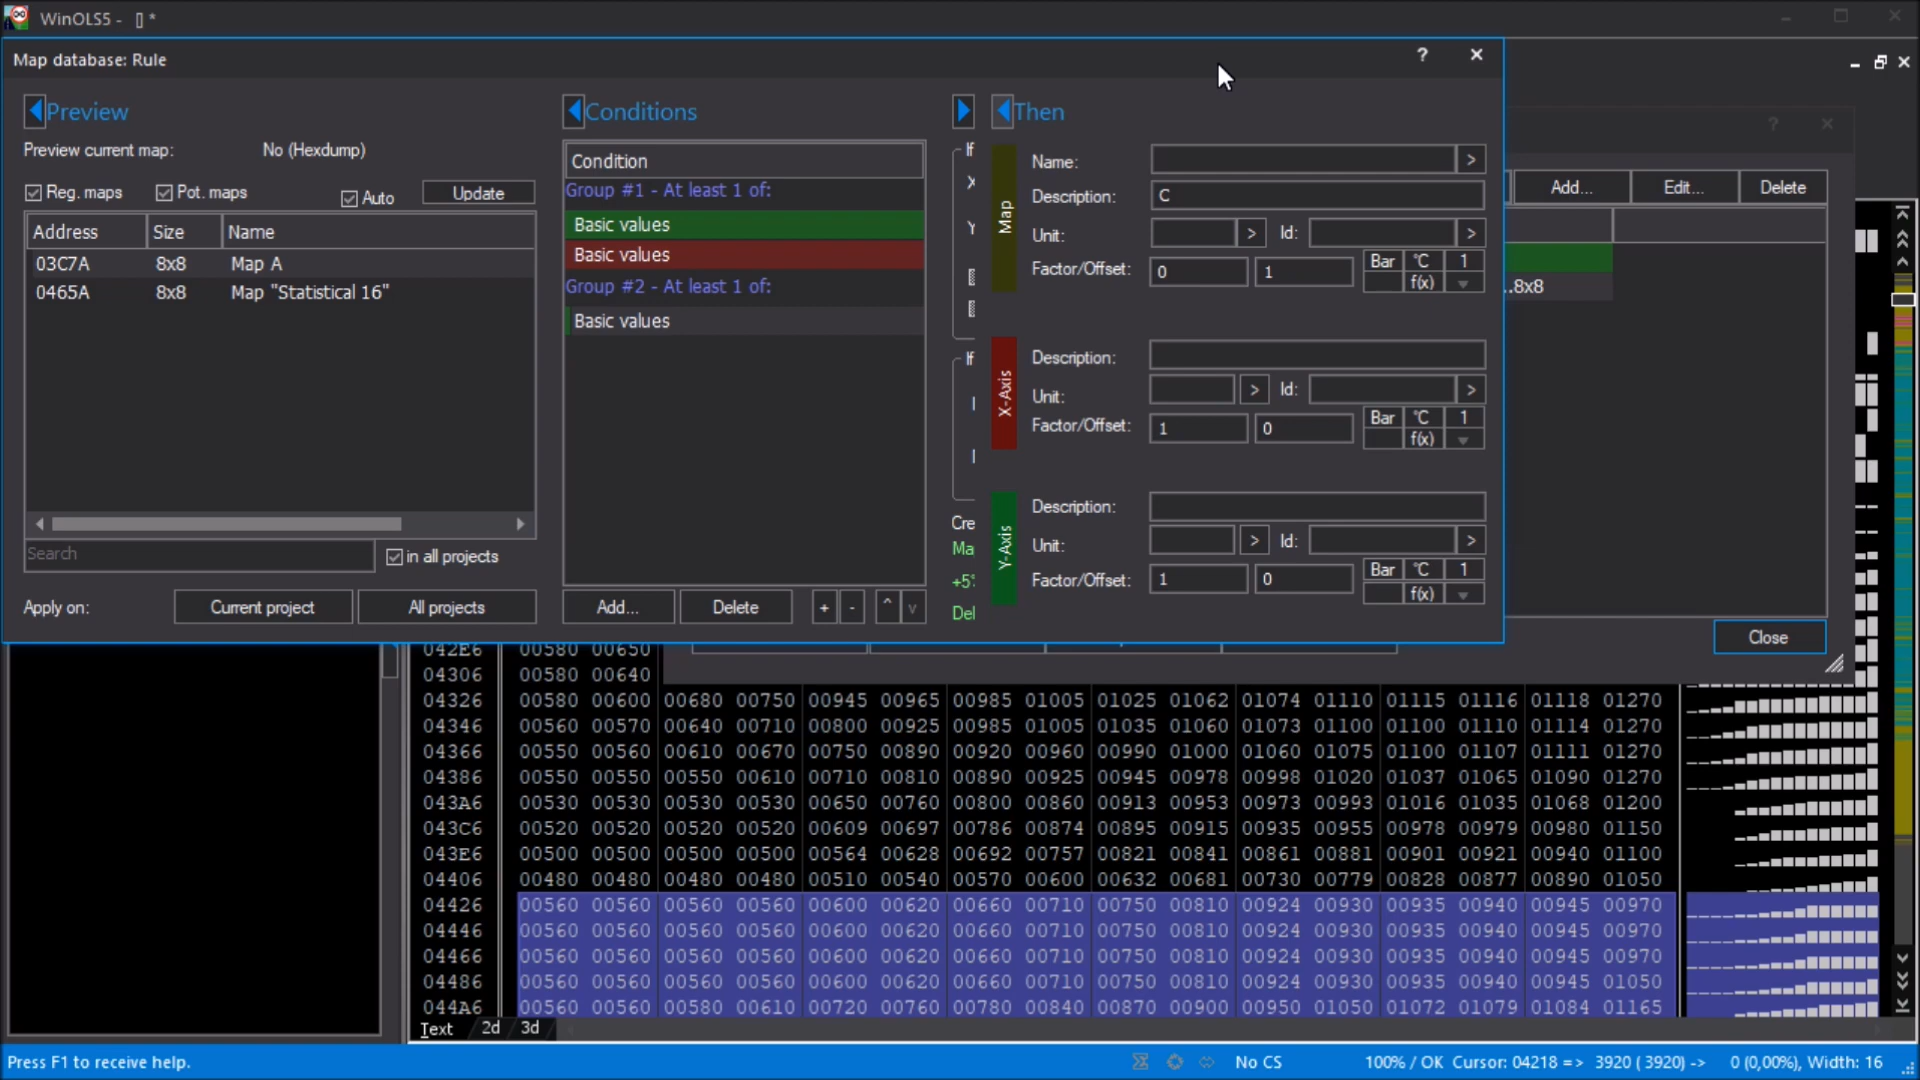 WinOLS5 - [] *
Map database: Rule
?
Preview
Preview current map: No (Hexdump)
Reg. maps Pot. maps Auto Update
Address Size Name
03C7A 8x8 Map A
0465A 8x8 Map "Statistical 16"
Search
in all projects
Apply on: Current project All projects
Conditions
Condition
Group #1 - At least 1 of:
Basic values
Basic values
Group #2 - At least 1 of:
Basic values
Add... Delete + - ^ v
If
X
Y
If
Cre
Ma
+5°
Del
Then
Map
Name: >
Description: C
Unit: > Id: >
Factor/Offset: 0 1 Bar °C 1
f(x)
X-Axis
Description:
Unit: > Id: >
Factor/Offset: 1 0 Bar °C 1
f(x)
Y-Axis
Description:
Unit: > Id: >
Factor/Offset: 1 0 Bar °C 1
f(x)
?
Add... Edit... Delete
..8x8
Close
042E6 00580 00650
04306 00580 00640
04326 00580 00600 00680 00750 00945 00965 00985 01005 01025 01062 01074 01110 01115 01116 01118 01270
04346 00560 00570 00640 00710 00800 00925 00985 01005 01035 01060 01073 01100 01100 01110 01114 01270
04366 00550 00560 00610 00670 00750 00890 00920 00960 00990 01000 01060 01075 01100 01107 01111 01270
04386 00550 00550 00550 00610 00710 00810 00890 00925 00945 00978 00998 01020 01037 01065 01090 01270
043A6 00530 00530 00530 00530 00650 00760 00800 00860 00913 00953 00973 00993 01016 01035 01068 01200
043C6 00520 00520 00520 00520 00609 00697 00786 00874 00895 00915 00935 00955 00978 00979 00980 01150
043E6 00500 00500 00500 00500 00564 00628 00692 00757 00821 00841 00861 00881 00901 00921 00940 01100
04406 00480 00480 00480 00480 00510 00540 00570 00600 00632 00681 00730 00779 00828 00877 00890 01050
04426 00560 00560 00560 00560 00600 00620 00660 00710 00750 00810 00924 00930 00935 00940 00945 00970
04446 00560 00560 00560 00560 00600 00620 00660 00710 00750 00810 00924 00930 00935 00940 00945 00970
04466 00560 00560 00560 00560 00600 00620 00660 00710 00750 00810 00924 00930 00935 00940 00945 00970
04486 00560 00560 00560 00560 00600 00620 00660 00710 00750 00810 00924 00930 00935 00940 00945 01050
044A6 00560 00560 00580 00610 00720 00760 00780 00840 00870 00900 00950 01050 01072 01079 01084 01165
Text 2d 3d
Press F1 to receive help.
No CS 100% / OK Cursor: 04218 => 3920 ( 3920) -> 0 (0,00%), Width: 16